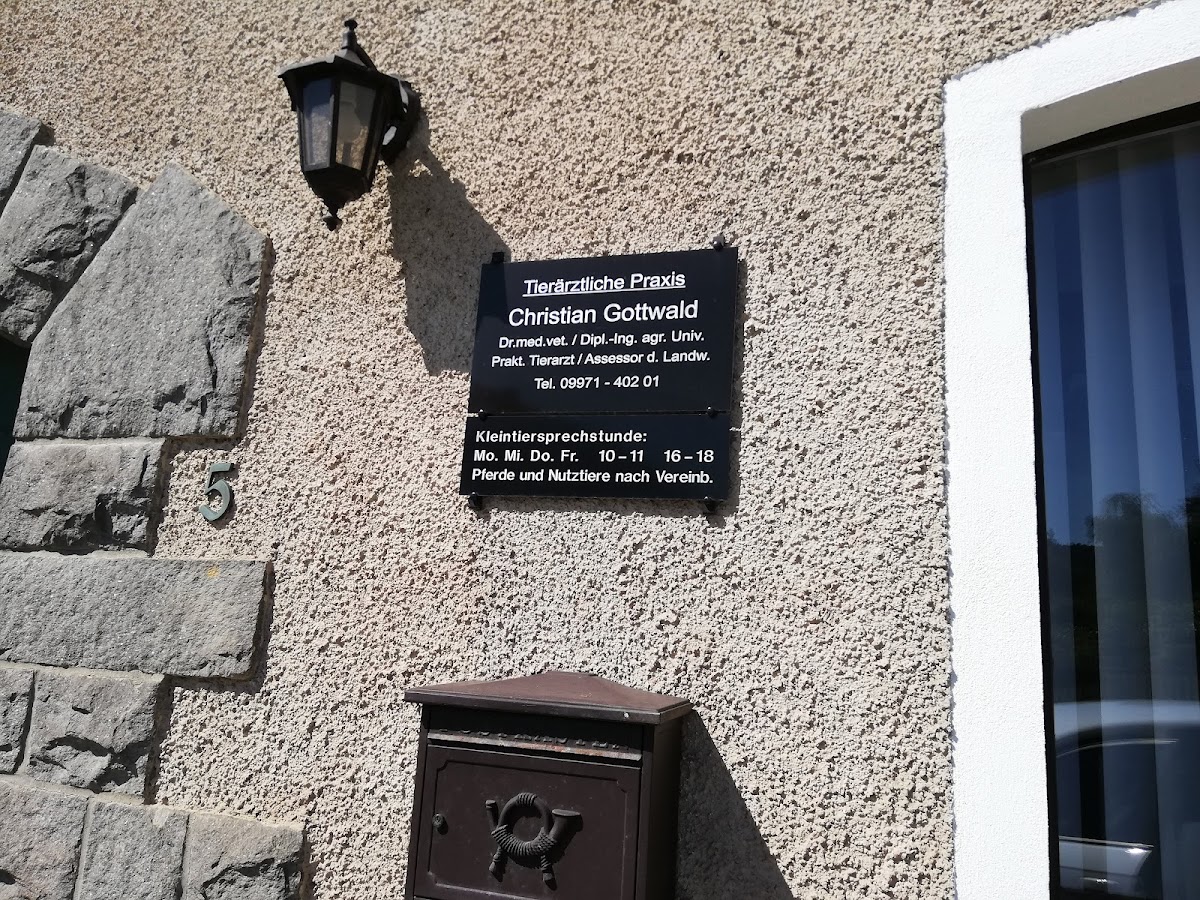 Tierärztliche Praxis
Christian Gottwald
Dr.med.vet. / Dipl.-Ing. agr. Univ.
Prakt. Tierarzt / Assessor d. Landw.
Tel. 09971 - 402 01
Kleintiersprechstunde:
Mo. Mi. Do. Fr. 10 – 11 16 – 18
Pferde und Nutztiere nach Vereinb.
5